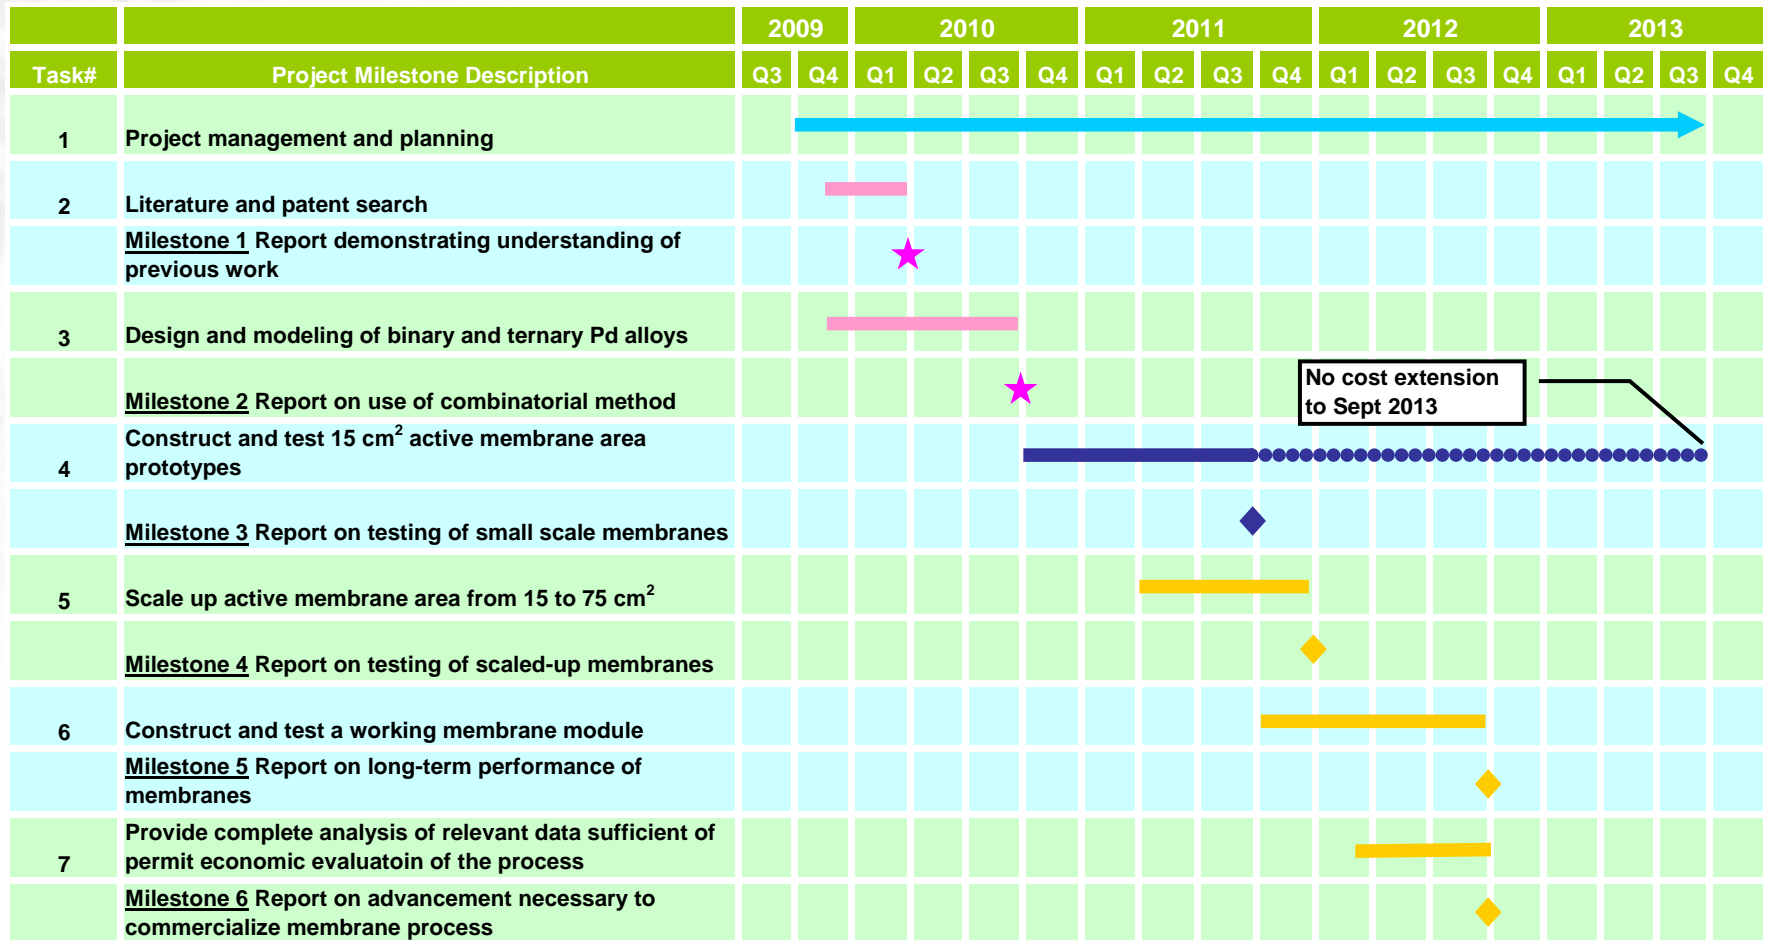 2009 2010 2011 2012 2013
Task# Project Milestone Description Q3 Q4 Q1 Q2 Q3 Q4 Q1 Q2 Q3 Q4 Q1 Q2 Q3 Q4 Q1 Q2 Q3 Q4
1 Project management and planning
2 Literature and patent search
Milestone 1 Report demonstrating understanding of
previous work
3 Design and modeling of binary and ternary Pd alloys
No cost extension
to Sept 2013
Milestone 2 Report on use of combinatorial method
Construct and test 15 cm² active membrane area
prototypes
4
Milestone 3 Report on testing of small scale membranes
5 Scale up active membrane area from 15 to 75 cm²
Milestone 4 Report on testing of scaled-up membranes
6 Construct and test a working membrane module
Milestone 5 Report on long-term performance of
membranes
Provide complete analysis of relevant data sufficient of
permit economic evaluatoin of the process
7
Milestone 6 Report on advancement necessary to
commercialize membrane process